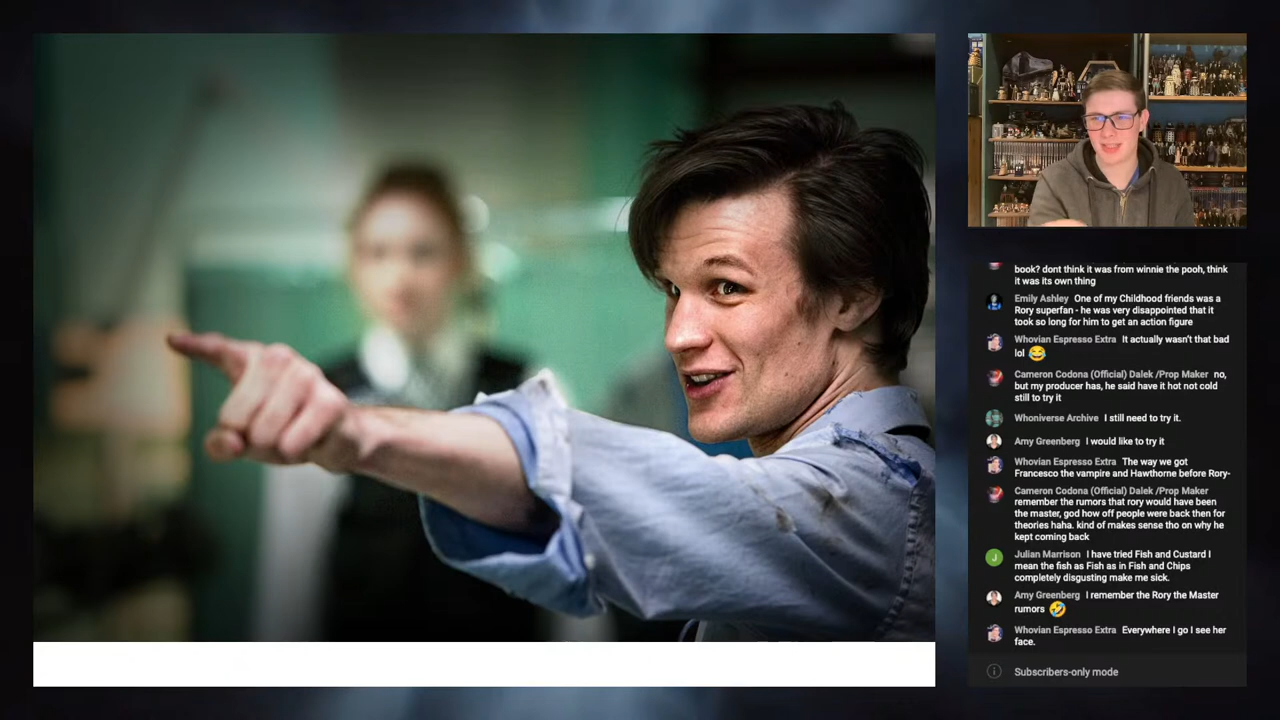 book? dont think it was from winnie the pooh, think
it was its own thing
Emily Ashley One of my Childhood friends was a
Rory superfan - he was very disappointed that it
took so long for him to get an action figure
Whovian Espresso Extra It actually wasn't that bad
lol 😂
Cameron Codona (Official) Dalek /Prop Maker no,
but my producer has, he said have it hot not cold
still to try it
Whoniverse Archive I still need to try it.
Amy Greenberg I would like to try it
Whovian Espresso Extra The way we got
Francesco the vampire and Hawthorne before Rory-
Cameron Codona (Official) Dalek /Prop Maker
remember the rumors that rory would have been
the master, god how off people were back then for
theories haha. kind of makes sense tho on why he
kept coming back
J
Julian Marrison I have tried Fish and Custard I
mean the fish as Fish as in Fish and Chips
completely disgusting make me sick.
Amy Greenberg I remember the Rory the Master
rumors 🤣
Whovian Espresso Extra Everywhere I go I see her
face.
Subscribers-only mode